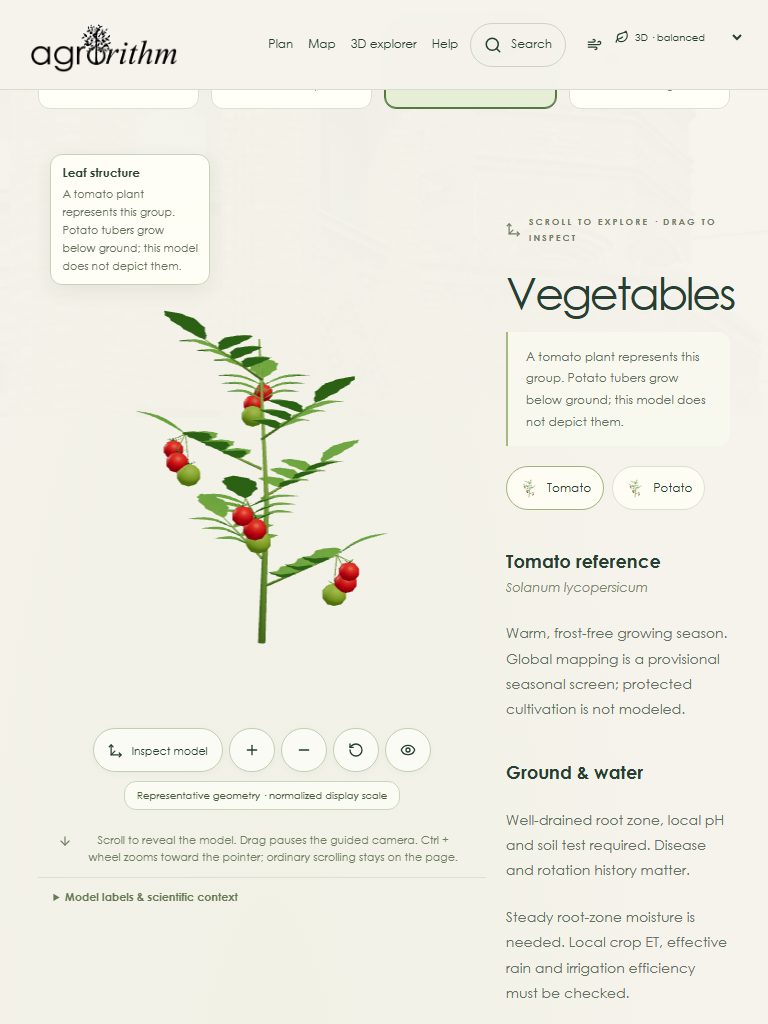 agrorithm
Plan Map 3D explorer Help Search 3D · balanced
Leaf structure
A tomato plant
represents this group.
Potato tubers grow
below ground; this model
does not depict them.
SCROLL TO EXPLORE · DRAG TO
INSPECT
Vegetables
A tomato plant represents this
group. Potato tubers grow
below ground; this model does
not depict them.
Tomato Potato
Tomato reference
Solanum lycopersicum
Warm, frost-free growing season.
Global mapping is a provisional
seasonal screen; protected
cultivation is not modeled.
Inspect model
Representative geometry · normalized display scale
Scroll to reveal the model. Drag pauses the guided camera. Ctrl +
wheel zooms toward the pointer; ordinary scrolling stays on the page.
Model labels & scientific context
Ground & water
Well-drained root zone, local pH
and soil test required. Disease
and rotation history matter.
Steady root-zone moisture is
needed. Local crop ET, effective
rain and irrigation efficiency
must be checked.